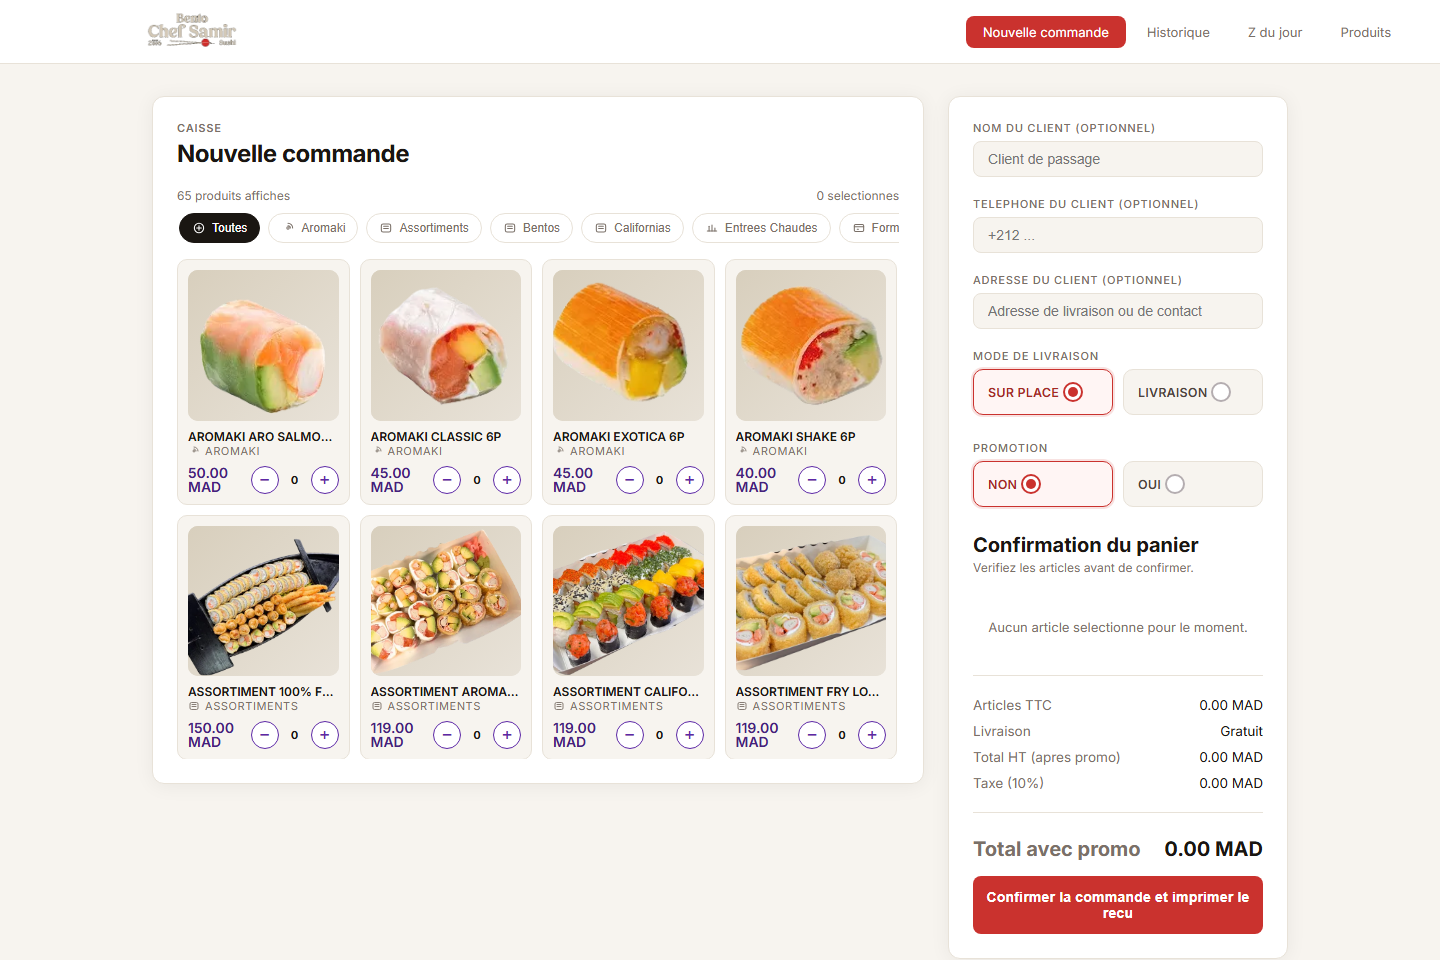 Bento
Chef Samir
Sushi
Nouvelle commande
Historique
Z du jour
Produits
CAISSE
Nouvelle commande
65 produits affiches
0 selectionnes
Toutes
Aromaki
Assortiments
Bentos
Californias
Entrees Chaudes
Form
AROMAKI ARO SALMO...
AROMAKI
50.00
MAD
−
0
+
AROMAKI CLASSIC 6P
AROMAKI
45.00
MAD
−
0
+
AROMAKI EXOTICA 6P
AROMAKI
45.00
MAD
−
0
+
AROMAKI SHAKE 6P
AROMAKI
40.00
MAD
−
0
+
ASSORTIMENT 100% F...
ASSORTIMENTS
150.00
MAD
−
0
+
ASSORTIMENT AROMA...
ASSORTIMENTS
119.00
MAD
−
0
+
ASSORTIMENT CALIFO...
ASSORTIMENTS
119.00
MAD
−
0
+
ASSORTIMENT FRY LO...
ASSORTIMENTS
119.00
MAD
−
0
+
NOM DU CLIENT (OPTIONNEL)
Client de passage
TELEPHONE DU CLIENT (OPTIONNEL)
+212 ...
ADRESSE DU CLIENT (OPTIONNEL)
Adresse de livraison ou de contact
MODE DE LIVRAISON
SUR PLACE
LIVRAISON
PROMOTION
NON
OUI
Confirmation du panier
Verifiez les articles avant de confirmer.
Aucun article selectionne pour le moment.
Articles TTC 0.00 MAD
Livraison Gratuit
Total HT (apres promo) 0.00 MAD
Taxe (10%) 0.00 MAD
Total avec promo 0.00 MAD
Confirmer la commande et imprimer le
recu